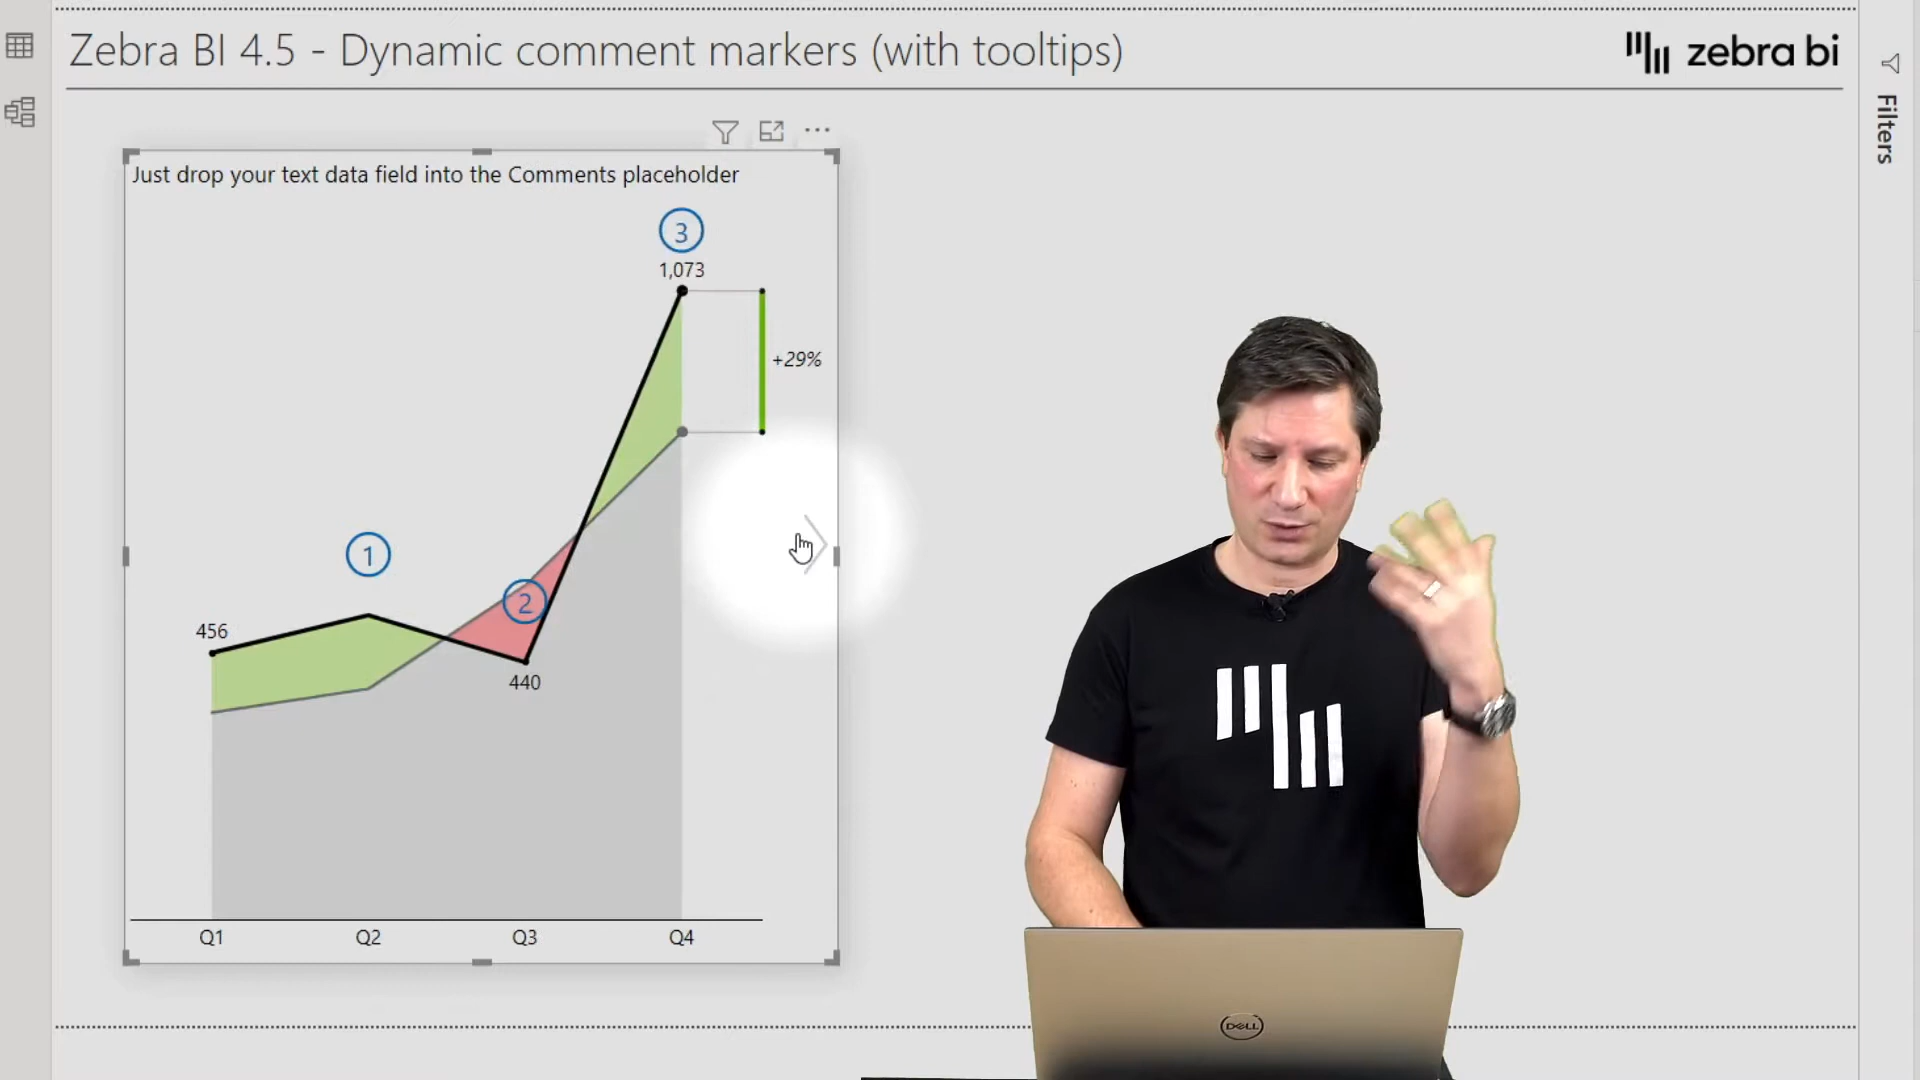 Zebra BI 4.5 - Dynamic comment markers (with tooltips)
zebra bi
Filters
Just drop your text data field into the Comments placeholder
3
1,073
+29%
1
2
456
440
Q1 Q2 Q3 Q4
DELL